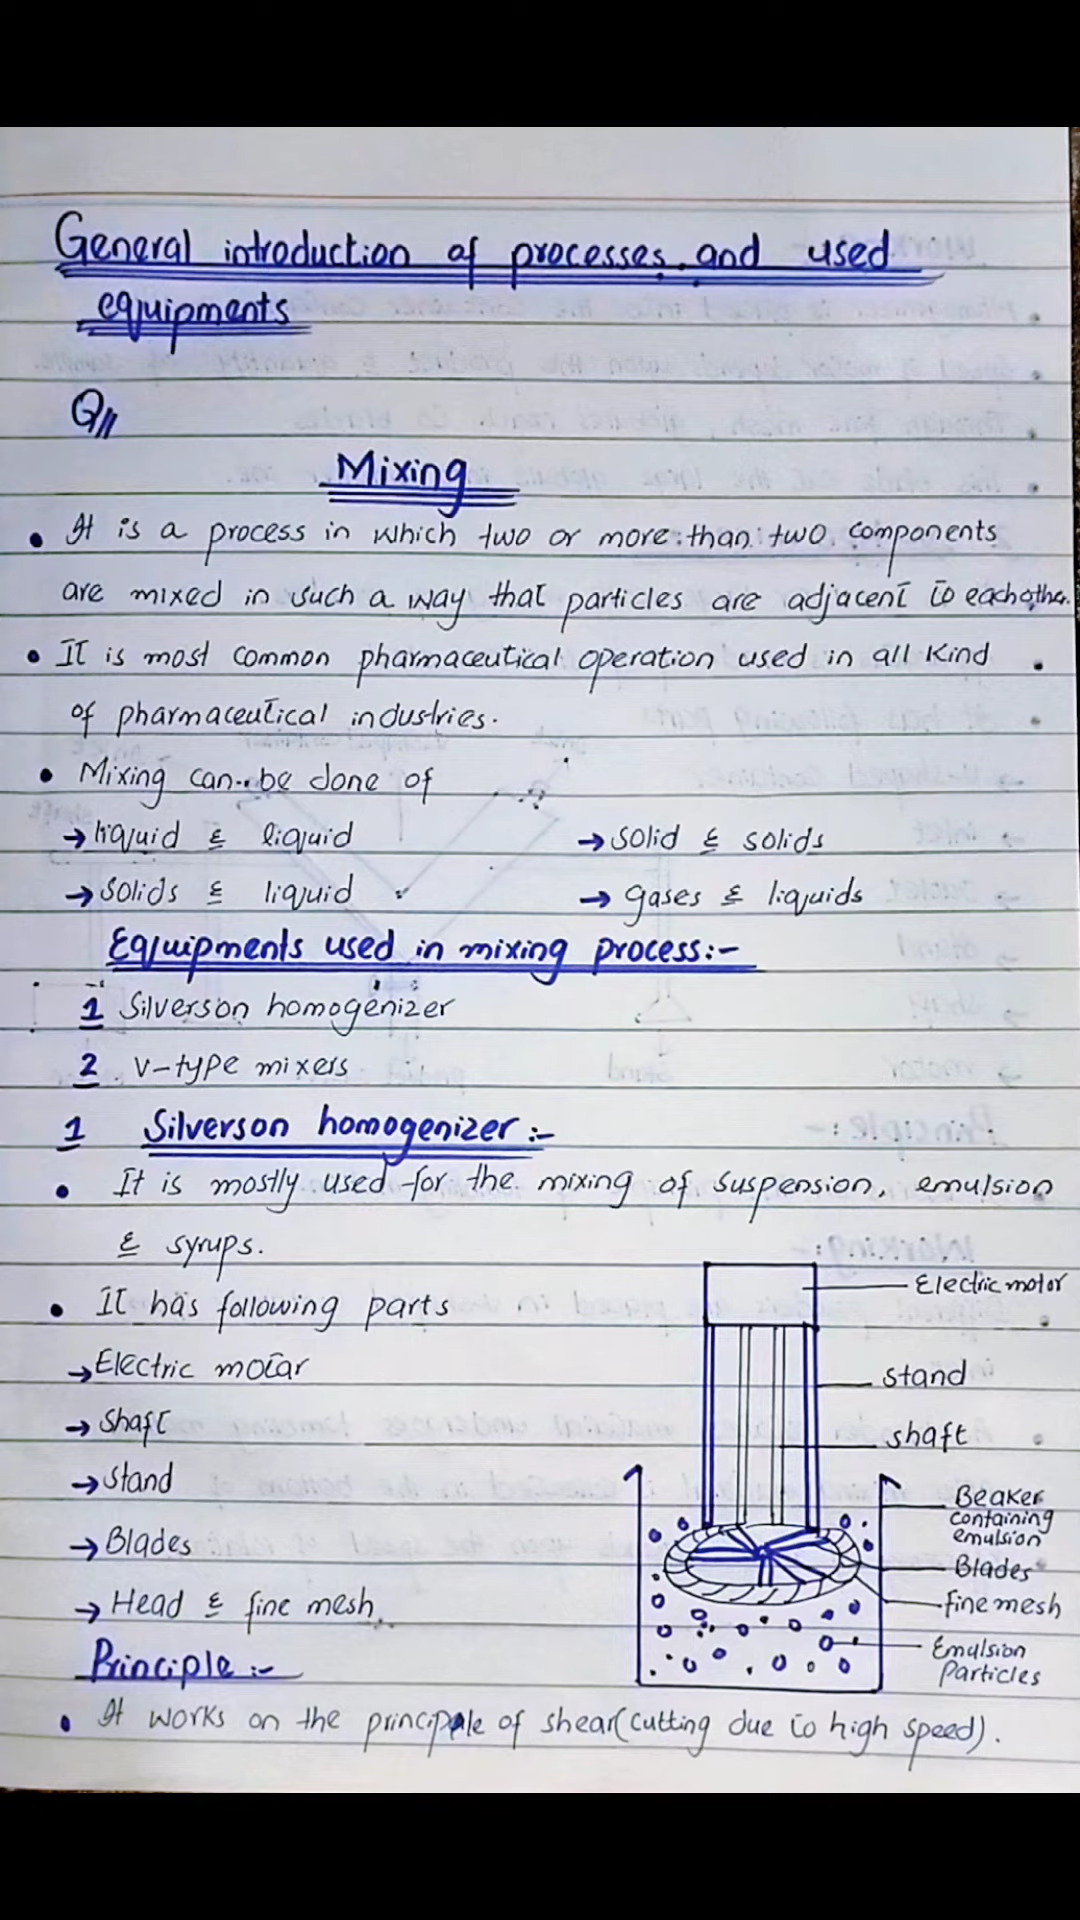 General introduction of processes and used
equipments
Q
Mixing
• It is a process in which two or more than two components
are mixed in such a way that particles are adjacent to eachother.
• It is most common pharmaceutical operation used in all kind
of pharmaceutical industries.
• Mixing can be done of
→ liquid & liquid → solid & solids
→ solids & liquid → gases & liquids
Equipments used in mixing process:-
1 Silverson homogenizer
2. V-type mixers
1 Silverson homogenizer:-
• It is mostly used for the mixing of suspension, emulsion
& syrups.
• It has following parts
→ Electric motar
→ shaft
→ stand
→ Blades
→ Head & fine mesh.
Electric motor
stand
shaft
Beaker
containing
emulsion
Blades
fine mesh
Emulsion
Particles
Principle:-
• It works on the principle of shear(cutting due to high speed).